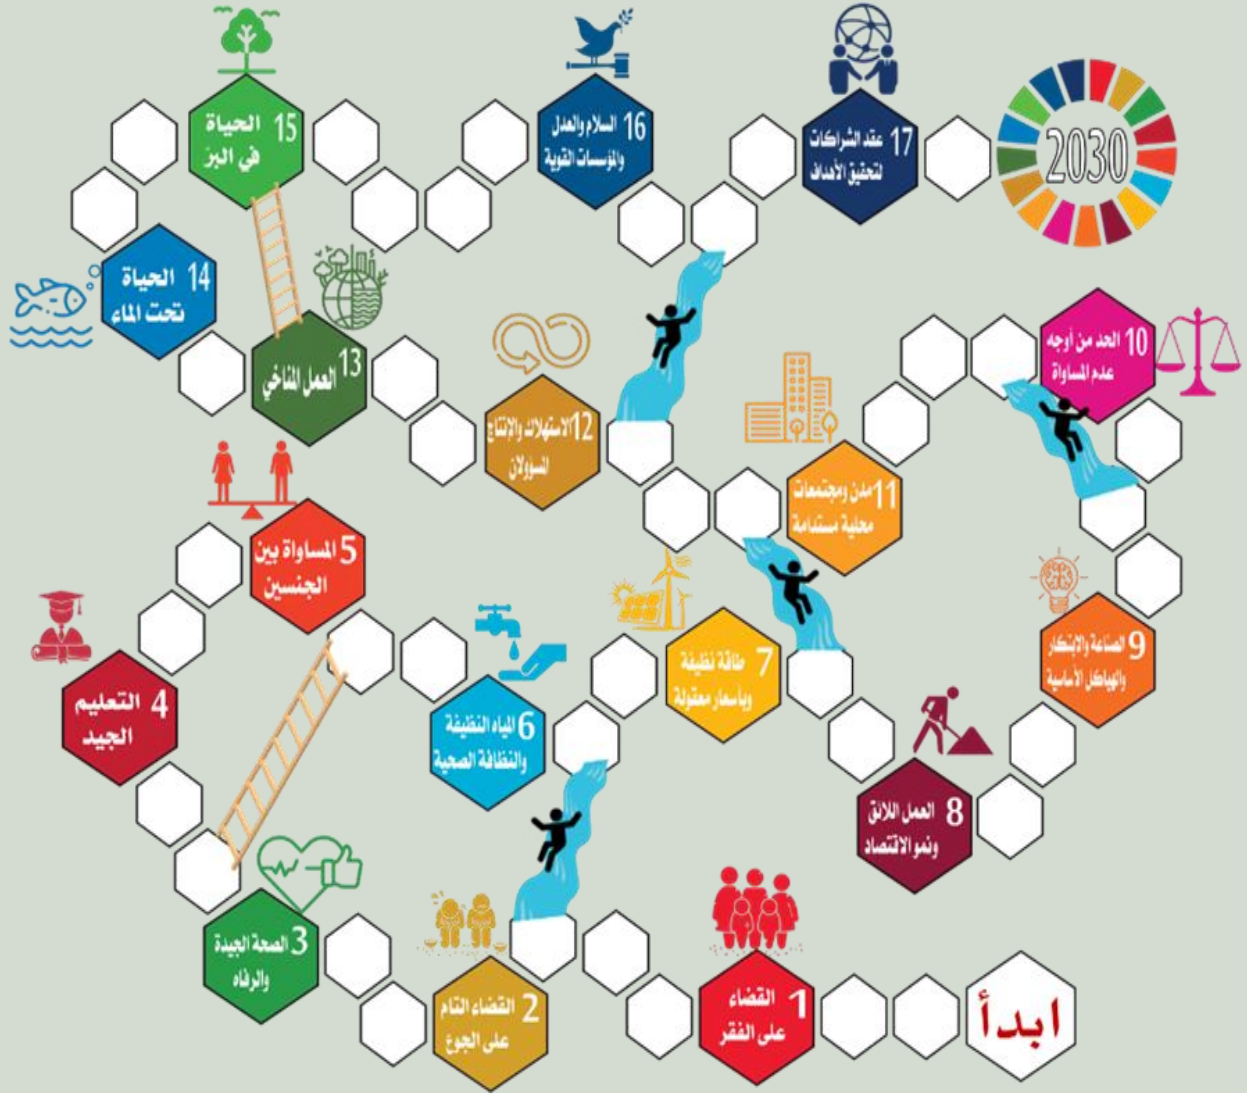 ابدأ
1 القضاء
على الفقر
2 القضاء التام
على الجوع
3 الصحة الجيدة
والرفاه
4 التعليم
الجيد
5 المساواة بين
الجنسين
6 المياه النظيفة
والنظافة الصحية
7 طاقة نظيفة
وبأسعار معقولة
8 العمل اللائق
ونمو الاقتصاد
9 الصناعة والابتكار
والهياكل الأساسية
10 الحد من أوجه
عدم المساواة
11 مدن ومجتمعات
محلية مستدامة
12 الاستهلاك والإنتاج
المسؤولان
13 العمل المناخي
14 الحياة
تحت الماء
15 الحياة
في البر
16 السلام والعدل
والمؤسسات القوية
17 عقد الشراكات
لتحقيق الأهداف
2030